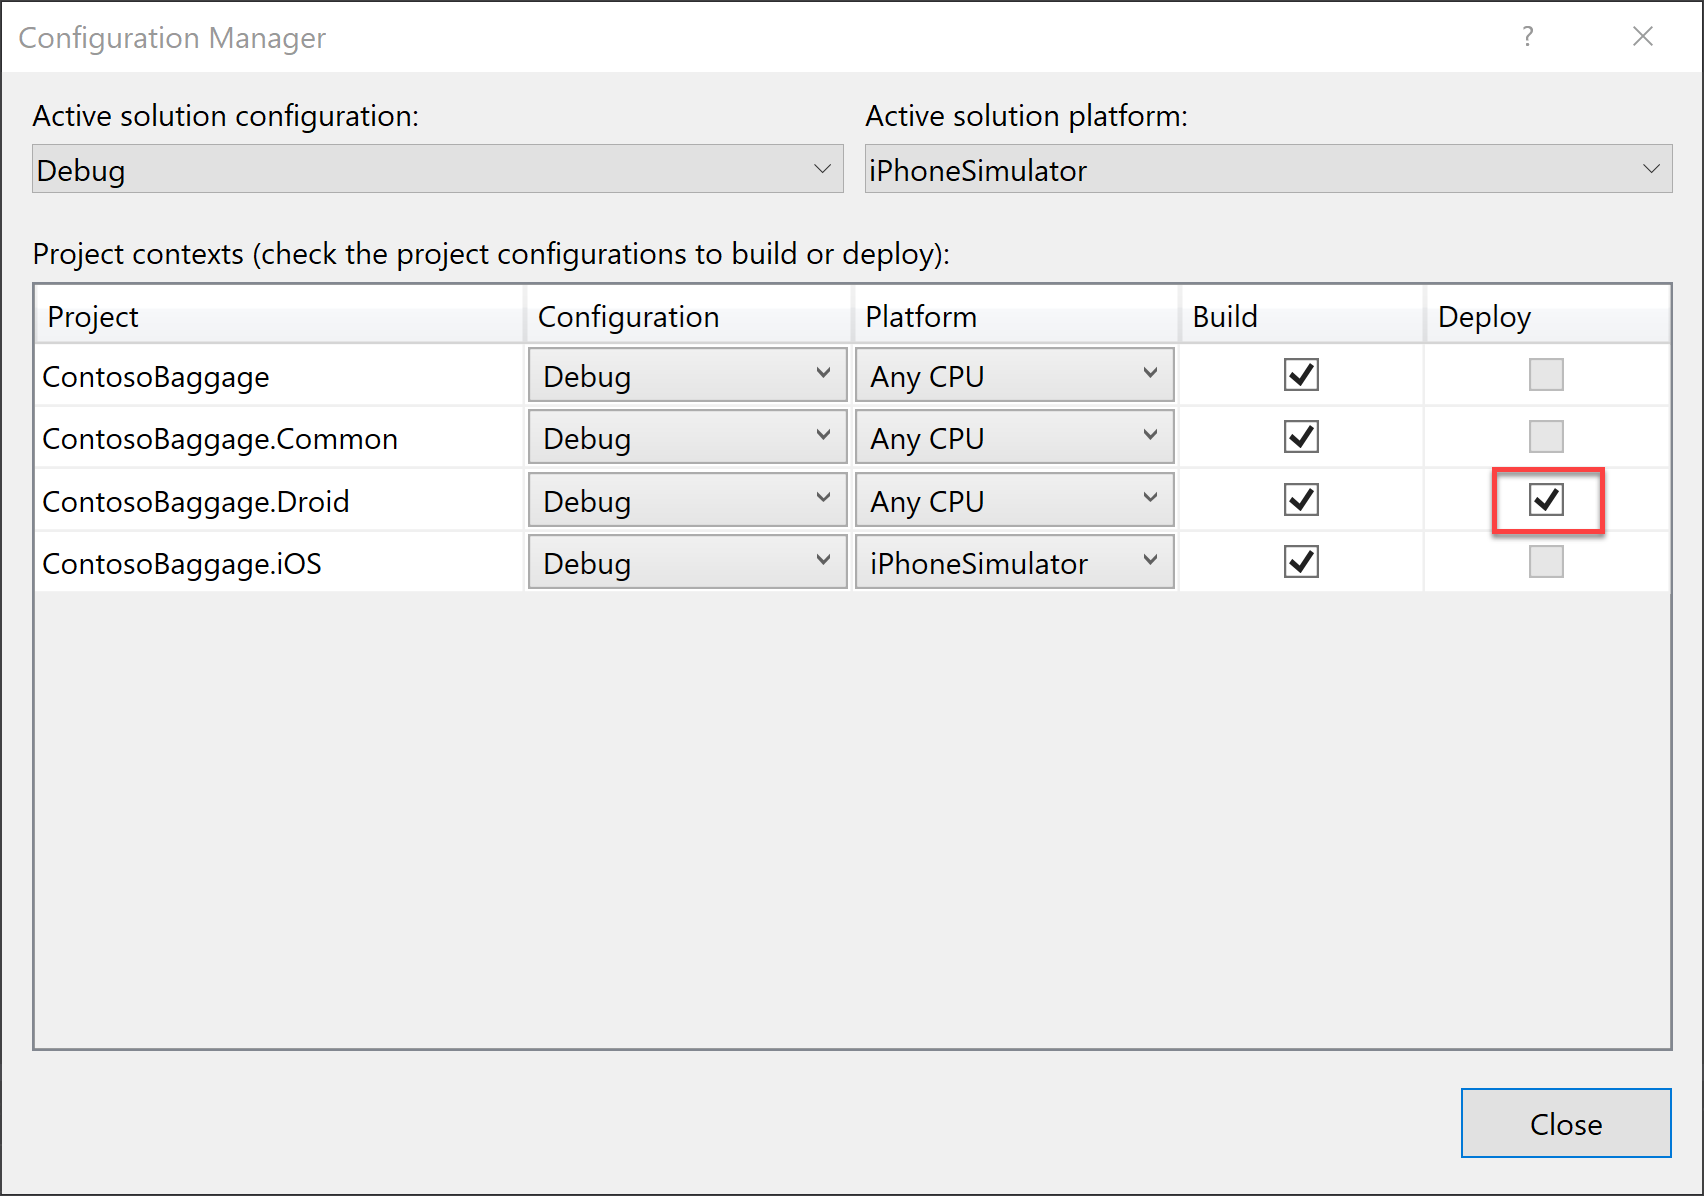 Configuration Manager ?
Active solution configuration: Active solution platform:
Debug iPhoneSimulator
Project contexts (check the project configurations to build or deploy):
Project Configuration Platform Build Deploy
ContosoBaggage Debug Any CPU
ContosoBaggage.Common Debug Any CPU
ContosoBaggage.Droid Debug Any CPU
ContosoBaggage.iOS Debug iPhoneSimulator
Close